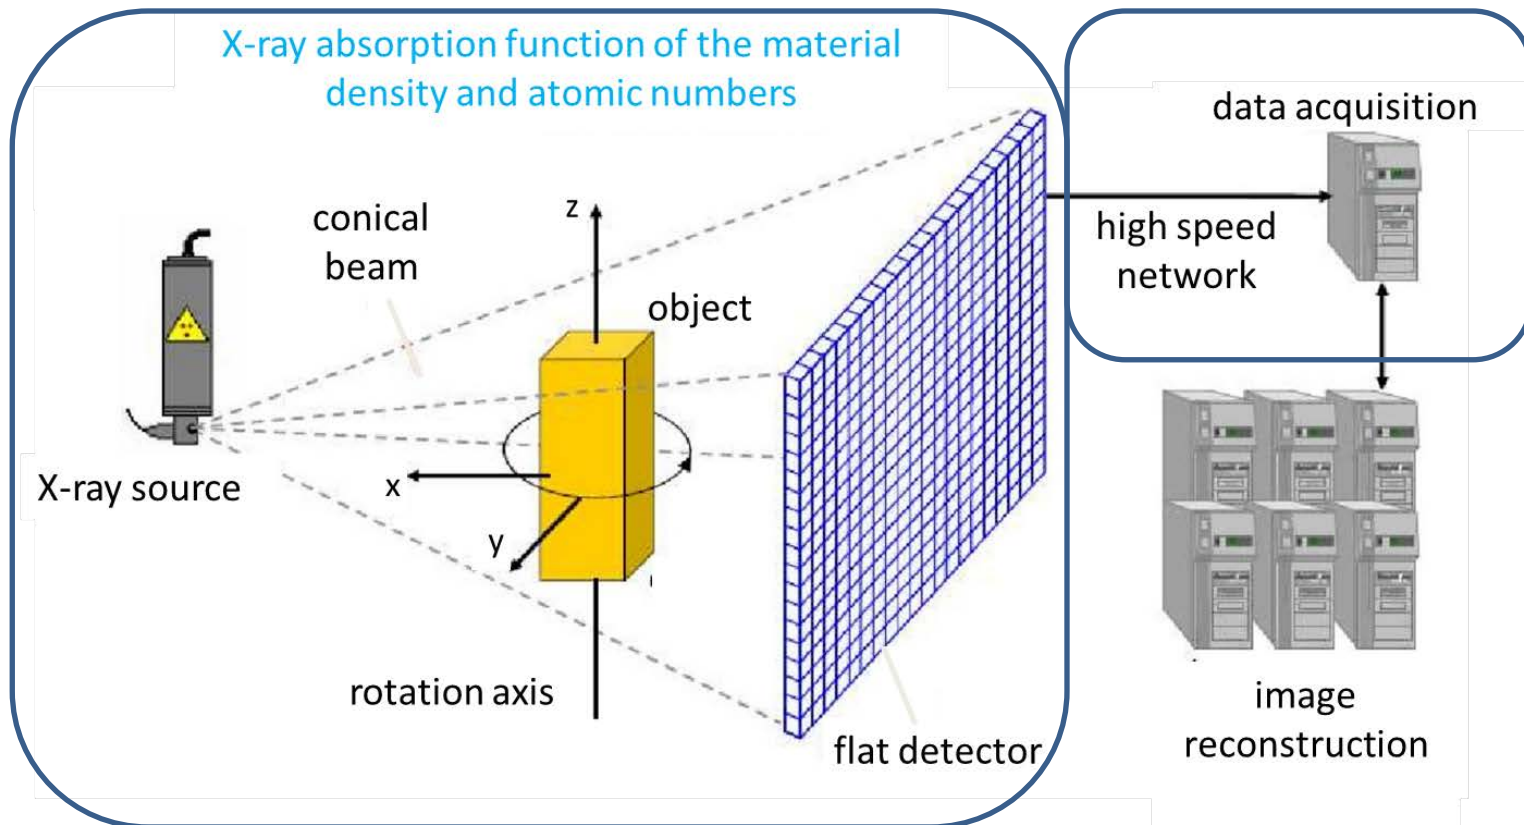 X-ray absorption function of the material
density and atomic numbers
data acquisition
conical
beam
z
high speed
network
object
X-ray source
x
y
rotation axis
flat detector
image
reconstruction